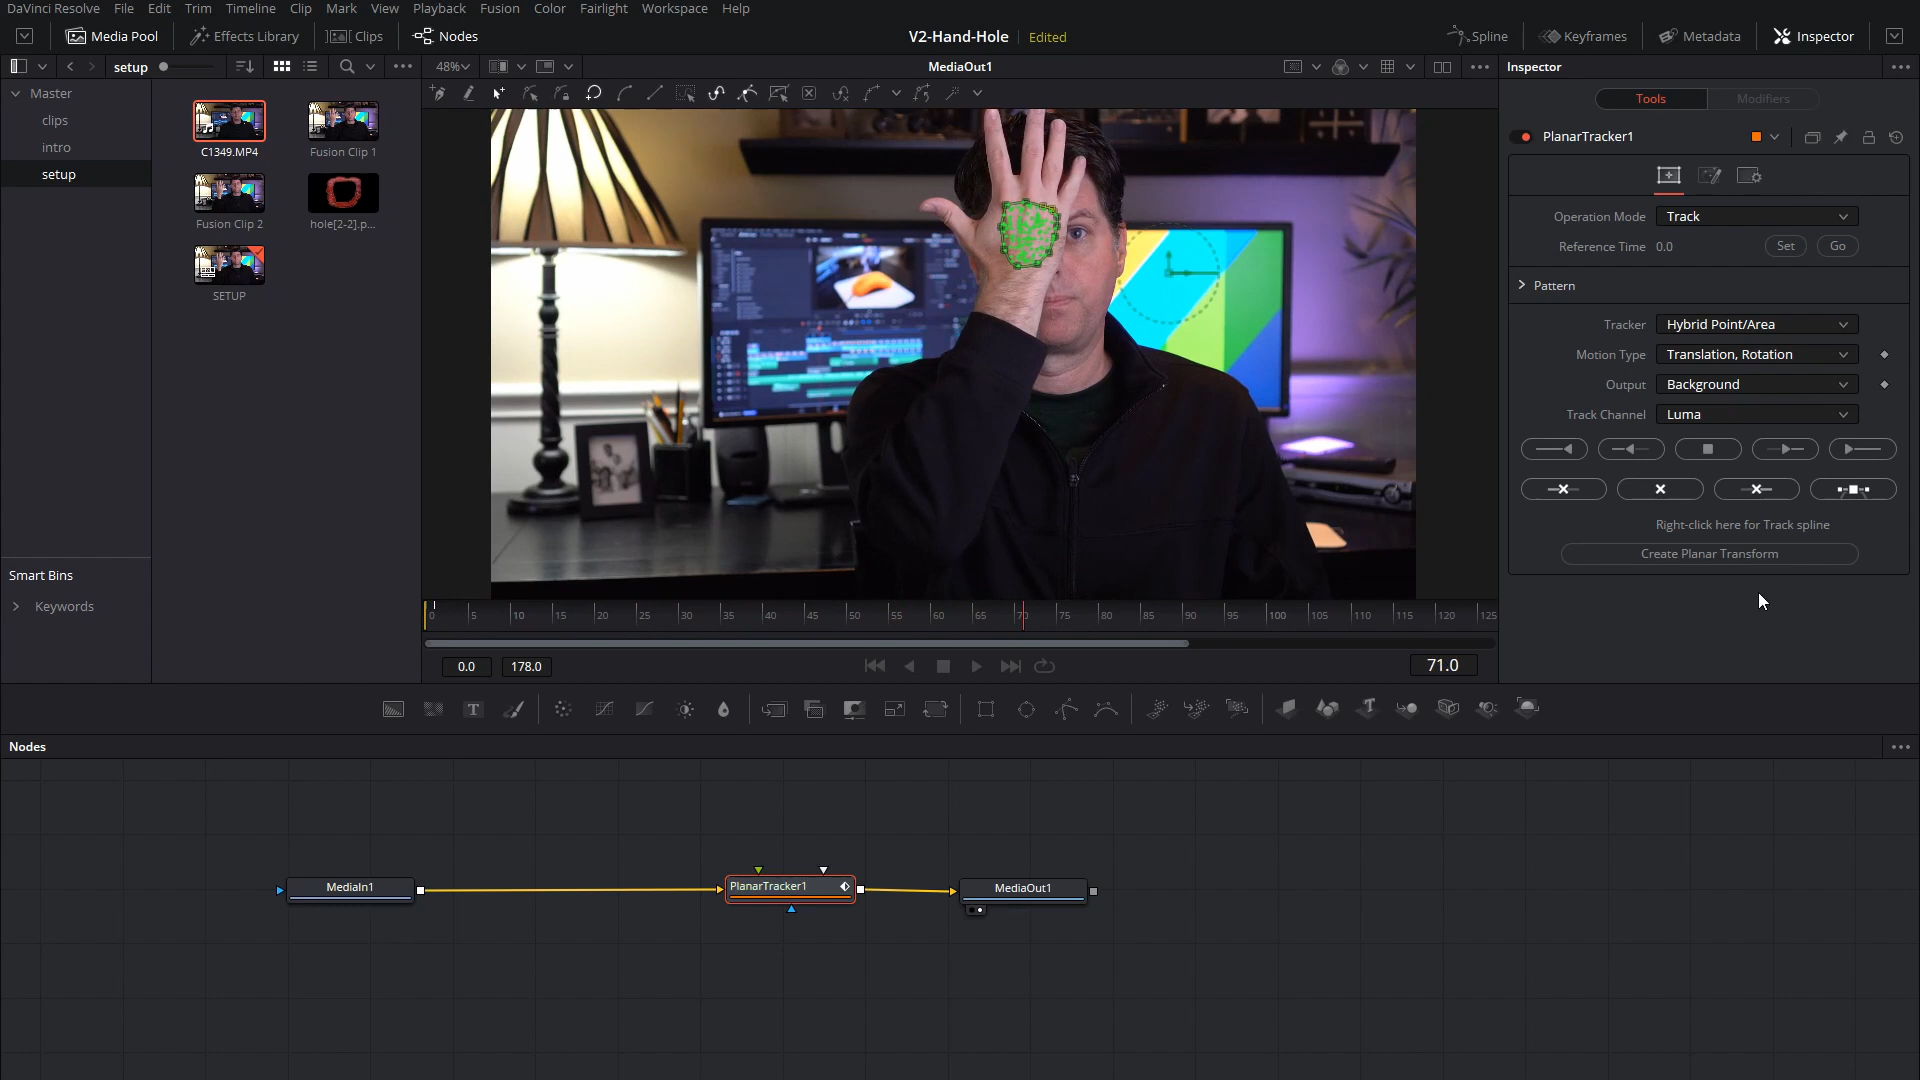 DaVinci Resolve File Edit Trim Timeline Clip Mark View Playback Fusion Color Fairlight Workspace Help
Media Pool Effects Library Clips Nodes V2-Hand-Hole Edited Spline Keyframes Metadata Inspector
setup 48% MediaOut1 Inspector
Master
clips
intro
setup
C1349.MP4 Fusion Clip 1
Fusion Clip 2 hole[2-2].p...
SETUP
Smart Bins
Keywords
Tools Modifiers
PlanarTracker1
Operation Mode Track
Reference Time 0.0 Set Go
Pattern
Tracker Hybrid Point/Area
Motion Type Translation, Rotation
Output Background
Track Channel Luma
Right-click here for Track spline
Create Planar Transform
0 5 10 15 20 25 30 35 40 45 50 55 60 65 70 75 80 85 90 95 100 105 110 115 120 125
0.0 178.0 71.0
Nodes
MediaIn1 PlanarTracker1 MediaOut1